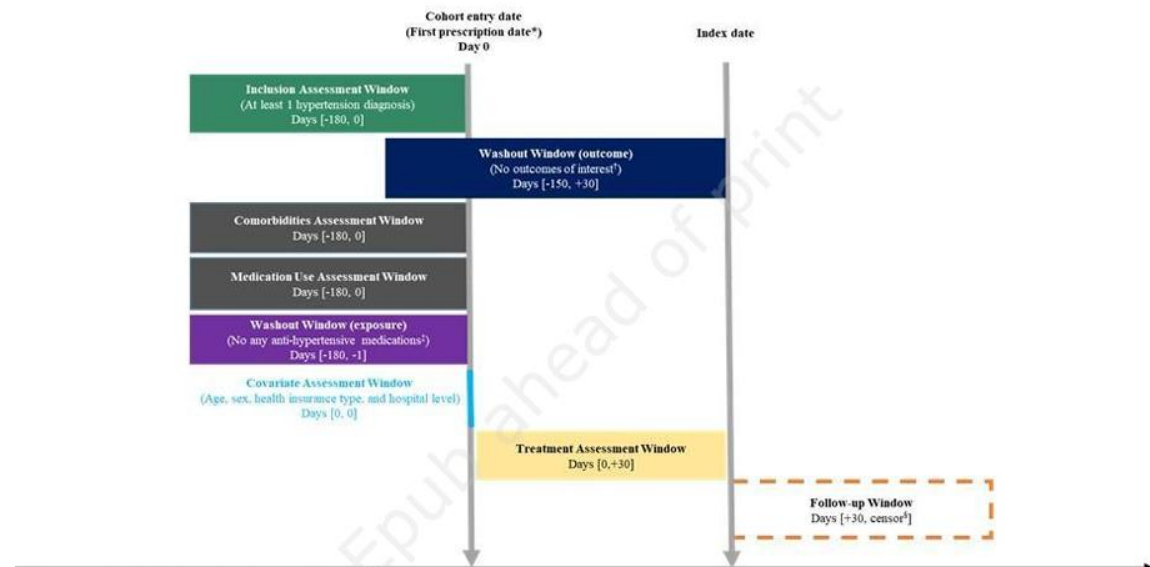 Cohort entry date
(First prescription date*)
Day 0
Index date
Inclusion Assessment Window
(At least 1 hypertension diagnosis)
Days [-180, 0]
Washout Window (outcome)
(No outcomes of interest†)
Days [-150, +30]
Comorbidities Assessment Window
Days [-180, 0]
Medication Use Assessment Window
Days [-180, 0]
Washout Window (exposure)
(No any anti-hypertensive medications‡)
Days [-180, -1]
Covariate Assessment Window
(Age, sex, health insurance type, and hospital level)
Days [0, 0]
Treatment Assessment Window
Days [0,+30]
Follow-up Window
Days [+30, censor§]
Epub ahead of print